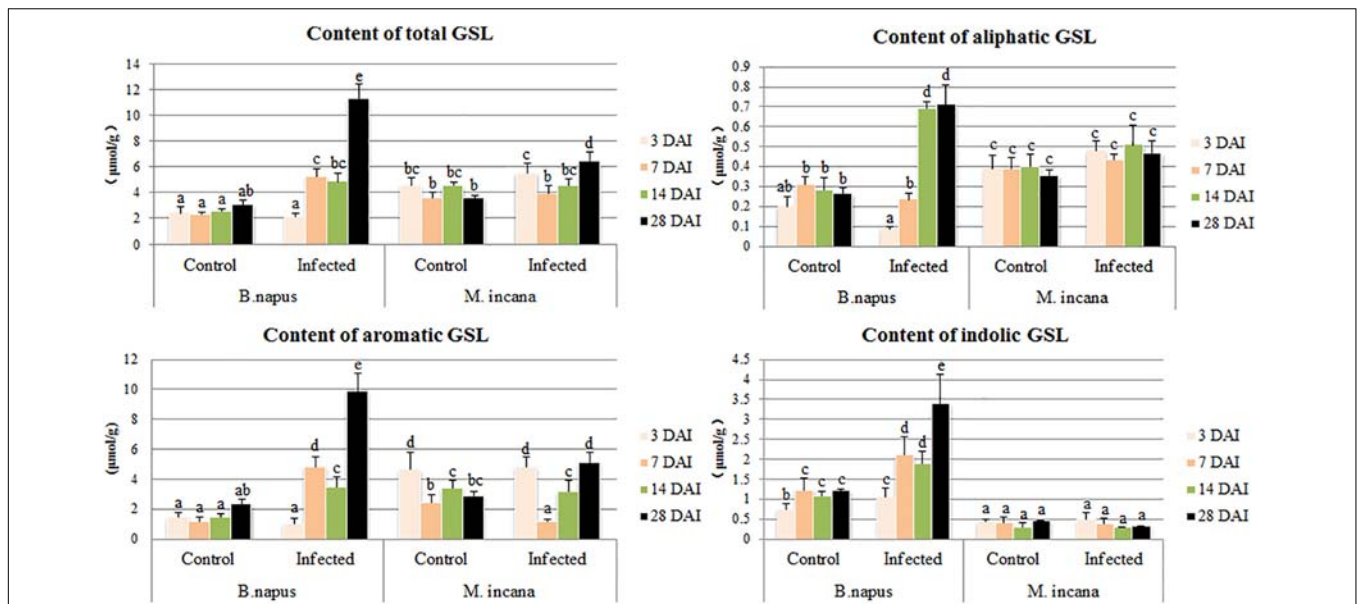 Content of total GSL
14
12
10
8
6
4
2
0
( μmol/g )
a a a ab a c bc e bc b bc b c b bc d
Control Infected Control Infected
B.napus M. incana
3 DAI
7 DAI
14 DAI
28 DAI
Content of aliphatic GSL
0.9
0.8
0.7
0.6
0.5
0.4
0.3
0.2
0.1
0
( μmol/g )
ab b b b a b d d c c c c c c c c
Control Infected Control Infected
B.napus M. incana
3 DAI
7 DAI
14 DAI
28 DAI
Content of aromatic GSL
12
10
8
6
4
2
0
(μmol/g)
a a a ab a d c e d b c bc d a c d
Control Infected Control Infected
B.napus M. incana
3 DAI
7 DAI
14 DAI
28 DAI
Content of indolic GSL
4.5
4
3.5
3
2.5
2
1.5
1
0.5
0
( μmol/g )
b c c c c d d e a a a a a a a a
Control Infected Control Infected
B.napus M. incana
3 DAI
7 DAI
14 DAI
28 DAI